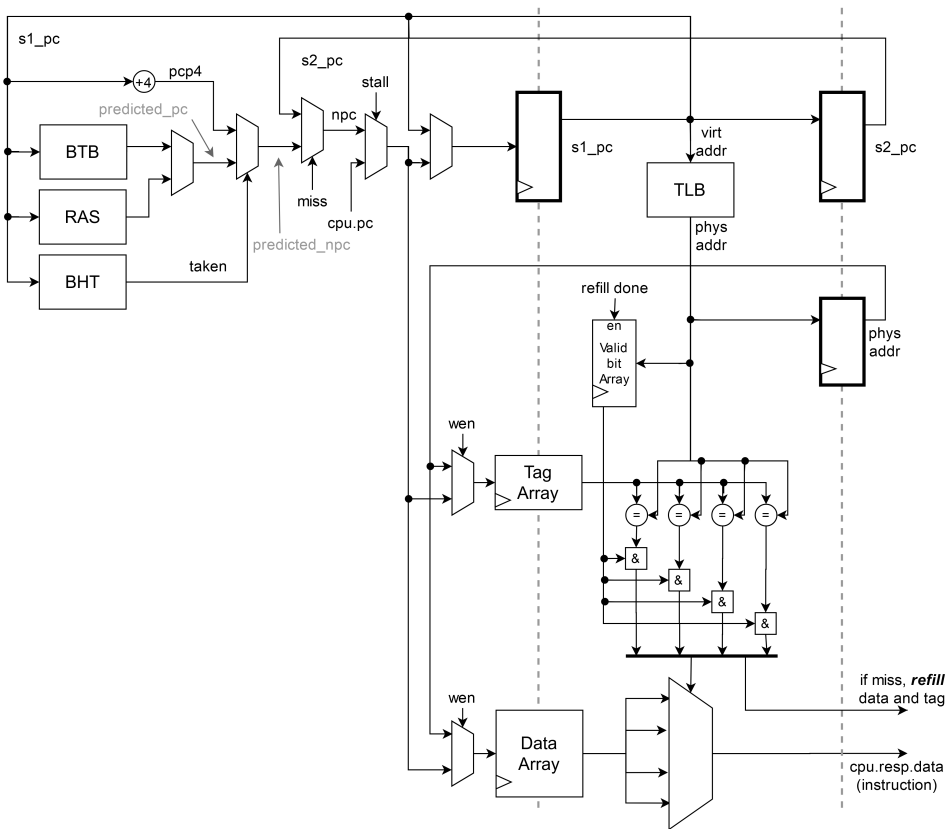 s1_pc
s2_pc
stall
+4
pcp4
predicted_pc
npc
BTB
RAS
BHT
taken
predicted_npc
miss
cpu.pc
s1_pc
virt
addr
TLB
phys
addr
s2_pc
refill done
en
Valid
bit
Array
phys
addr
wen
Tag
Array
=
=
=
=
&
&
&
&
if miss, refill
data and tag
wen
Data
Array
cpu.resp.data
(instruction)